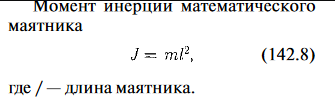 Момент инерции математического
маятника
J = ml², (142.8)
где l — длина маятника.